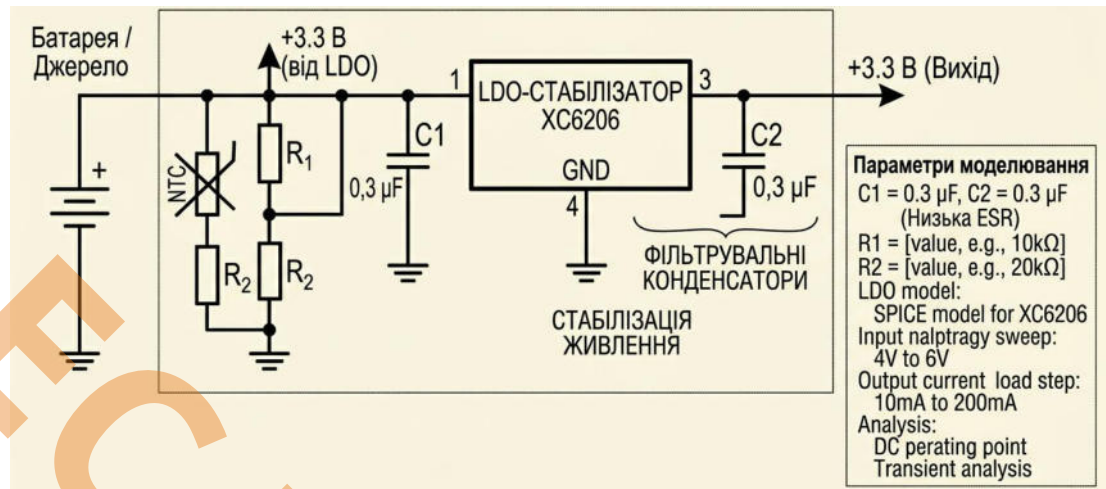 Батарея /
Джерело
+3.3 В
(від LDO)
+
NTC
R₁
R₂
R₂
C1
0,3 µF
1
LDO-СТАБІЛІЗАТОР
XC6206
GND
4
3
C2
0,3 µF
+3.3 В (Вихід)
ФІЛЬТРУВАЛЬНІ
КОНДЕНСАТОРИ
СТАБІЛІЗАЦІЯ
ЖИВЛЕННЯ
Параметри моделювання
C1 = 0.3 µF, C2 = 0.3 µF
(Низька ESR)
R1 = [value, e.g., 10kΩ]
R2 = [value, e.g., 20kΩ]
LDO model:
SPICE model for XC6206
Input nalptragy sweep:
4V to 6V
Output current load step:
10mA to 200mA
Analysis:
DC perating point
Transient analysis